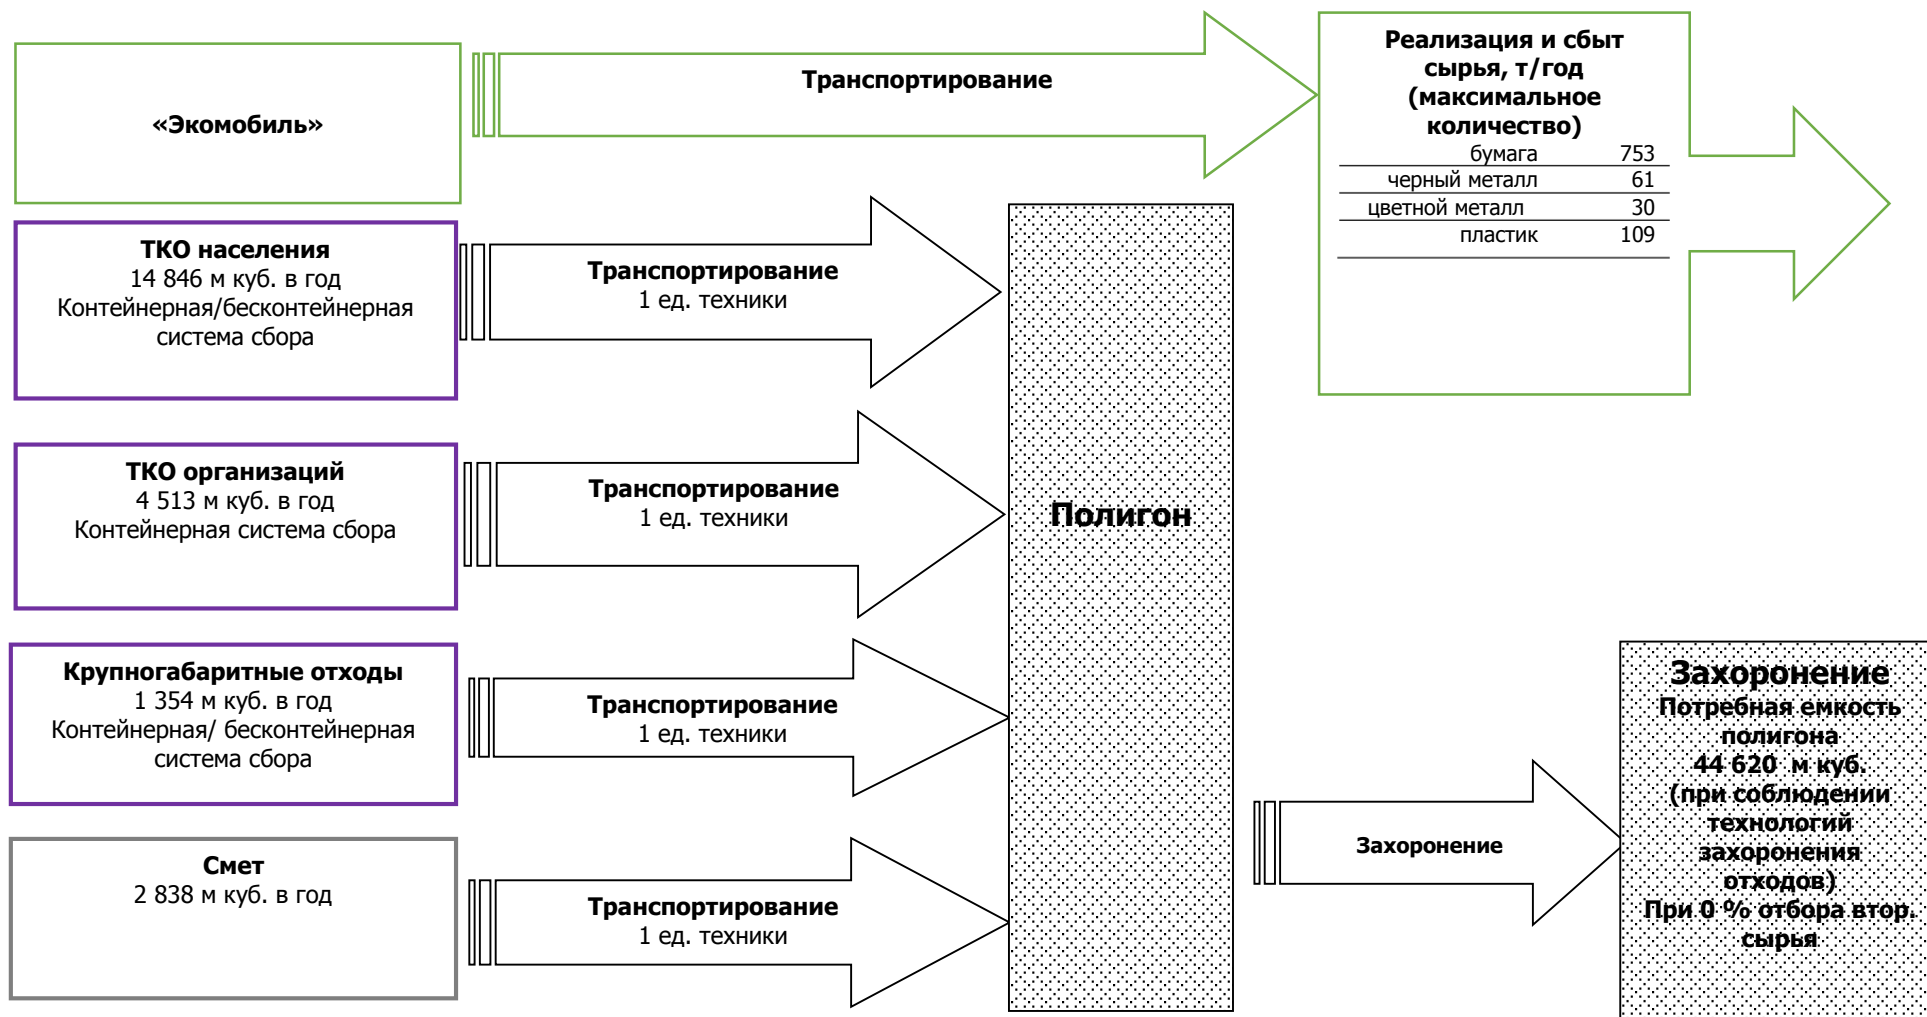 «Экомобиль»
Транспортирование
Реализация и сбыт
сырья, т/год
(максимальное
количество)
бумага 753
черный металл 61
цветной металл 30
пластик 109
ТКО населения
14 846 м куб. в год
Контейнерная/бесконтейнерная
система сбора
Транспортирование
1 ед. техники
ТКО организаций
4 513 м куб. в год
Контейнерная система сбора
Транспортирование
1 ед. техники
Полигон
Крупногабаритные отходы
1 354 м куб. в год
Контейнерная/ бесконтейнерная
система сбора
Транспортирование
1 ед. техники
Смет
2 838 м куб. в год
Транспортирование
1 ед. техники
Захоронение
Захоронение
Потребная емкость
полигона
44 620 м куб.
(при соблюдении
технологий
захоронения
отходов)
При 0 % отбора втор.
сырья